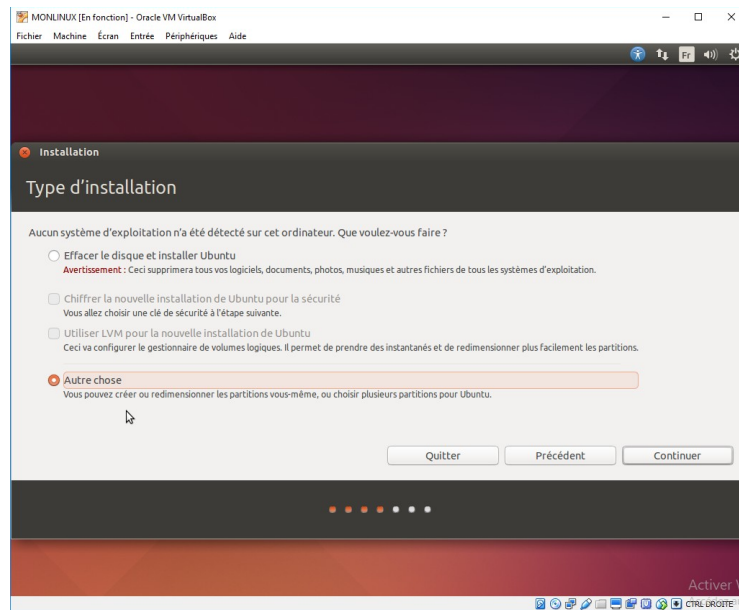 MONLINUX [En fonction] - Oracle VM VirtualBox
Fichier Machine Écran Entrée Périphériques Aide
Fr
Installation
Type d'installation
Aucun système d'exploitation n'a été détecté sur cet ordinateur. Que voulez-vous faire ?
Effacer le disque et installer Ubuntu
Avertissement : Ceci supprimera tous vos logiciels, documents, photos, musiques et autres fichiers de tous les systèmes d'exploitation.
Chiffrer la nouvelle installation de Ubuntu pour la sécurité
Vous allez choisir une clé de sécurité à l'étape suivante.
Utiliser LVM pour la nouvelle installation de Ubuntu
Ceci va configurer le gestionnaire de volumes logiques. Il permet de prendre des instantanés et de redimensionner plus facilement les partitions.
Autre chose
Vous pouvez créer ou redimensionner les partitions vous-même, ou choisir plusieurs partitions pour Ubuntu.
Quitter Précédent Continuer
Activer
CTRL DROITE